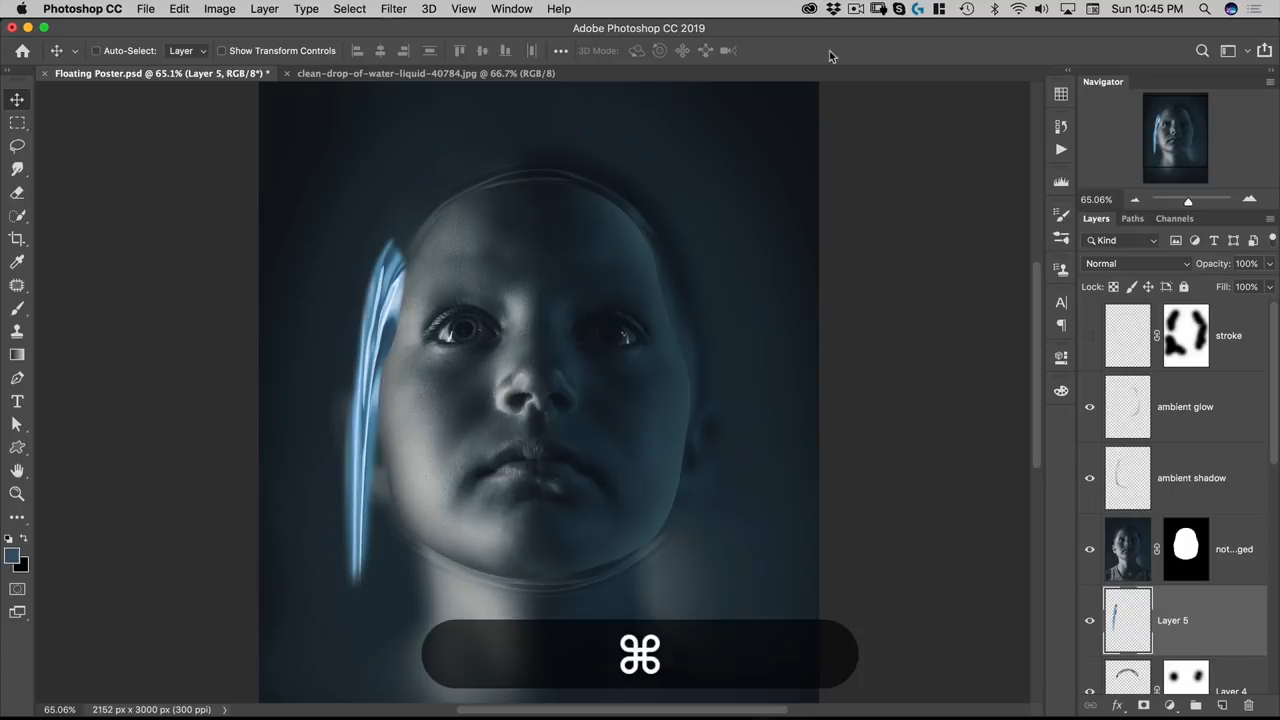 Photoshop CC File Edit Image Layer Type Select Filter 3D View Window Help Sun 10:45 PM
Adobe Photoshop CC 2019
Auto-Select: Layer Show Transform Controls 3D Mode:
× Floating Poster.psd @ 65.1% (Layer 5, RGB/8*) * × clean-drop-of-water-liquid-40784.jpg @ 66.7% (RGB/8)
Navigator
65.06%
Layers Paths Channels
Kind
Normal Opacity: 100%
Lock: Fill: 100%
stroke
ambient glow
ambient shadow
not...ged
Layer 5
Layer 4
⌘
65.06% 2152 px x 3000 px (300 ppi)
fx